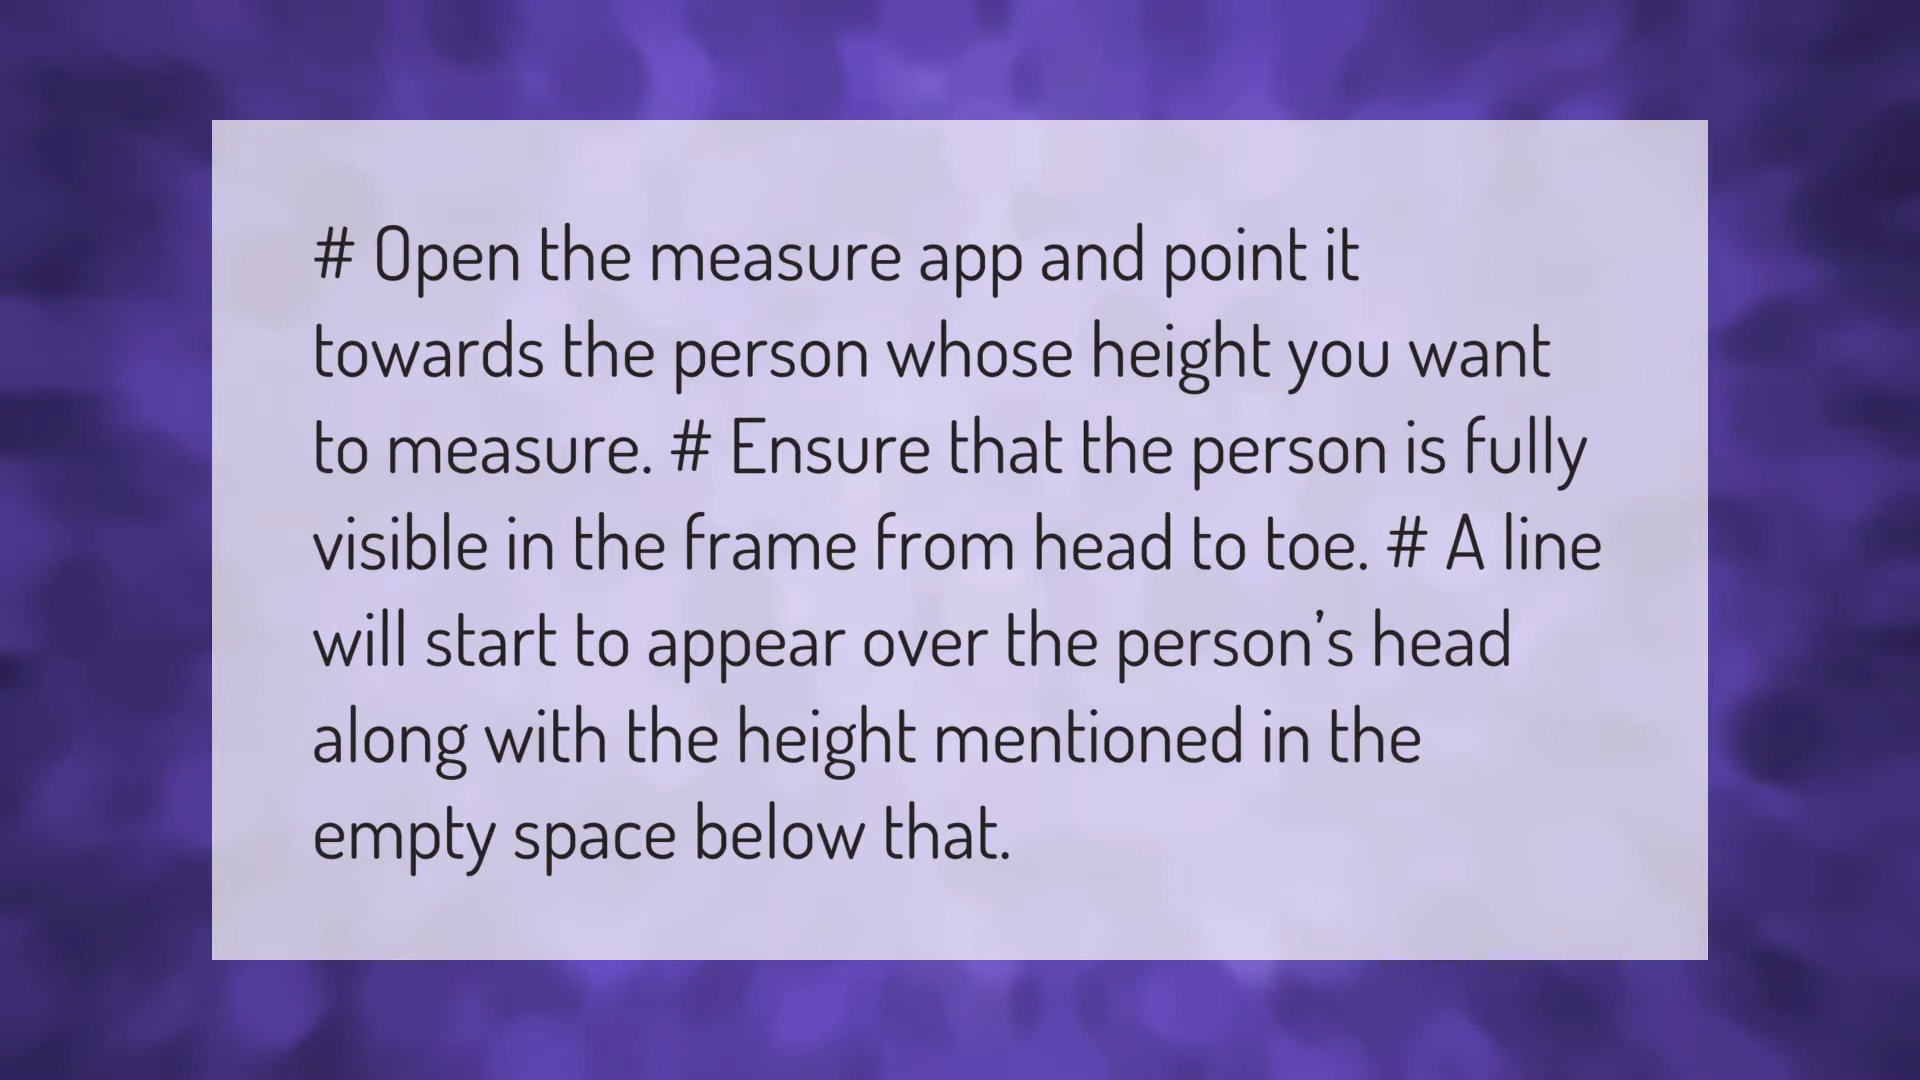 # Open the measure app and point it
towards the person whose height you want
to measure. # Ensure that the person is fully
visible in the frame from head to toe. # A line
will start to appear over the person’s head
along with the height mentioned in the
empty space below that.